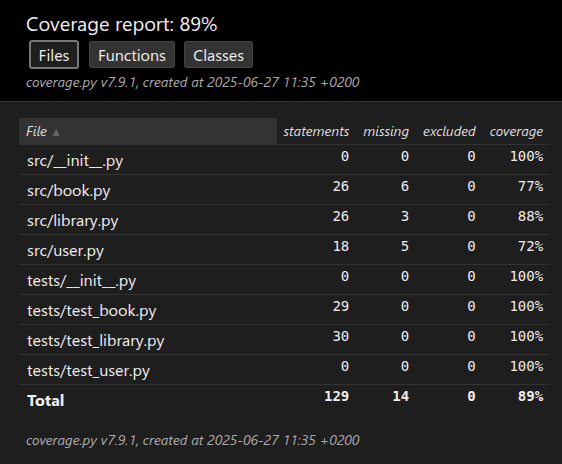 Coverage report: 89%
Files Functions Classes
coverage.py v7.9.1, created at 2025-06-27 11:35 +0200
File ▲ statements missing excluded coverage
src/__init__.py 0 0 0 100%
src/book.py 26 6 0 77%
src/library.py 26 3 0 88%
src/user.py 18 5 0 72%
tests/__init__.py 0 0 0 100%
tests/test_book.py 29 0 0 100%
tests/test_library.py 30 0 0 100%
tests/test_user.py 0 0 0 100%
Total 129 14 0 89%
coverage.py v7.9.1, created at 2025-06-27 11:35 +0200